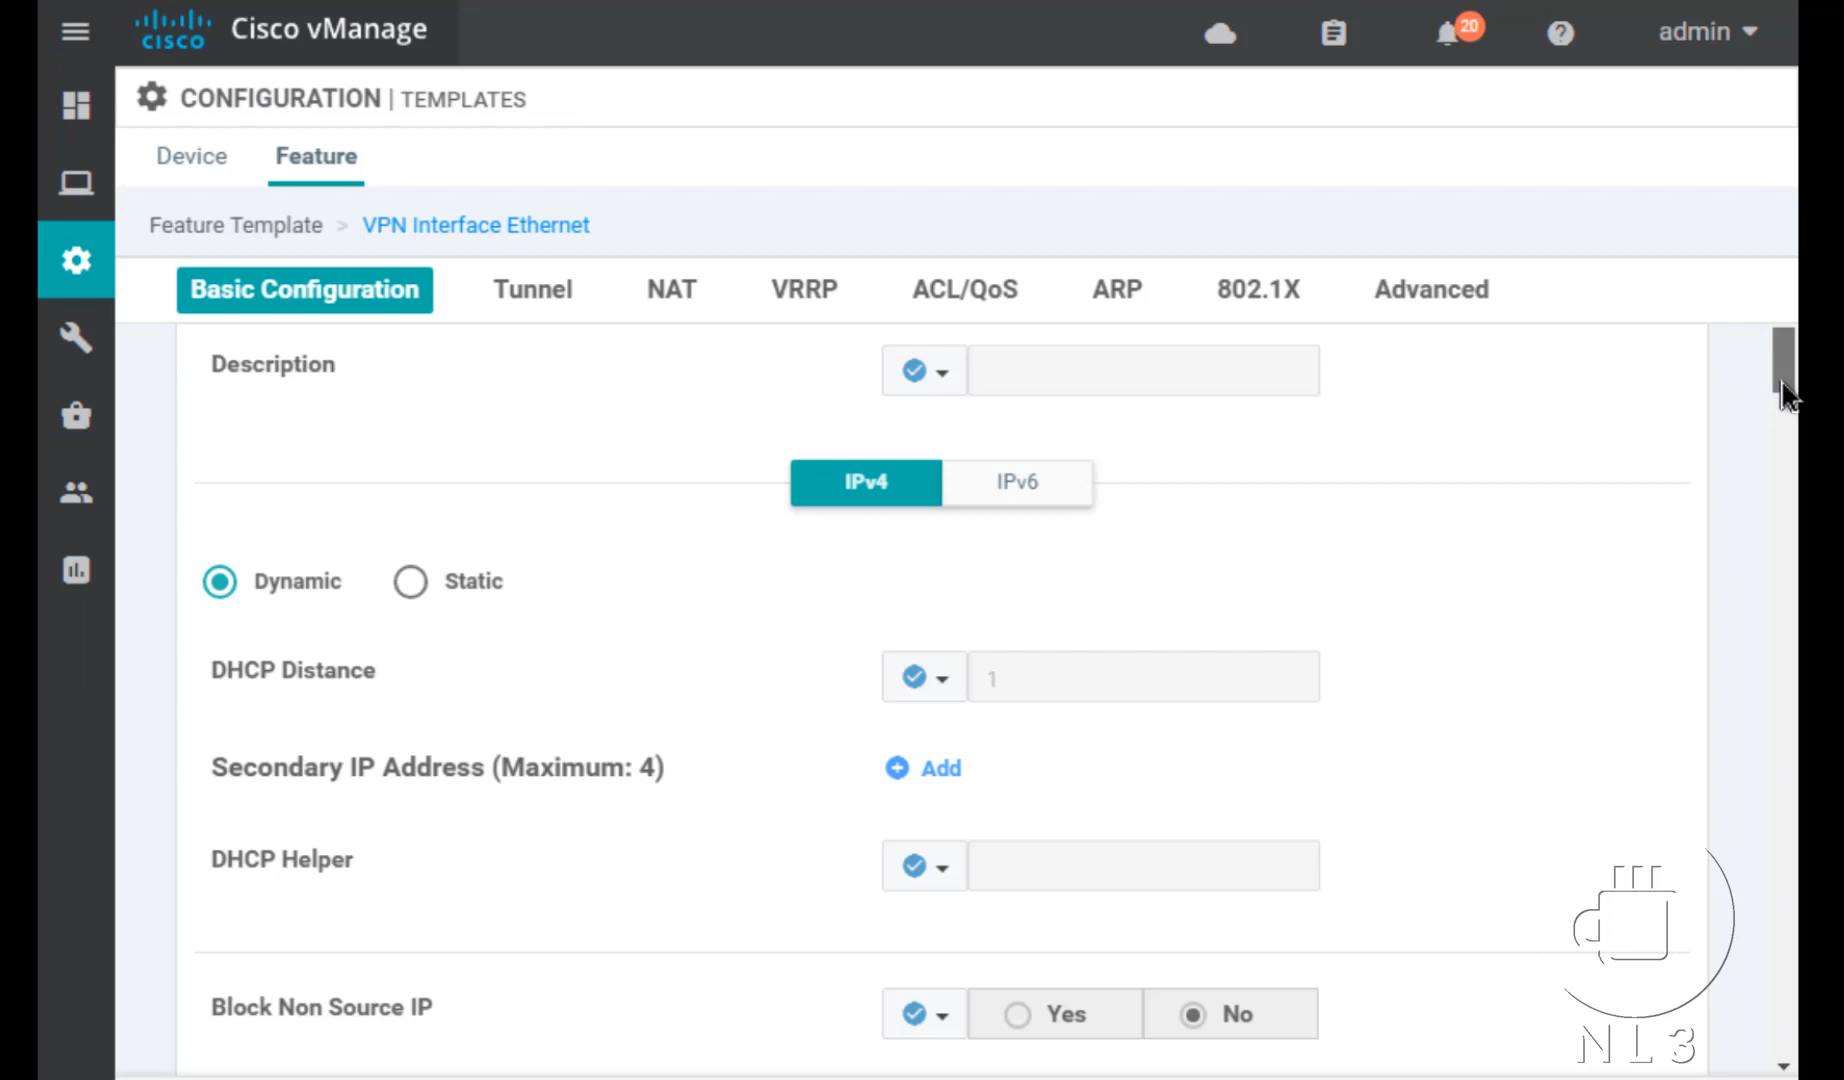 cisco Cisco vManage 20 admin
CONFIGURATION | TEMPLATES
Device Feature
Feature Template > VPN Interface Ethernet
Basic Configuration Tunnel NAT VRRP ACL/QoS ARP 802.1X Advanced
Description
IPv4 IPv6
Dynamic Static
DHCP Distance 1
Secondary IP Address (Maximum: 4) Add
DHCP Helper
Block Non Source IP Yes No
NL3